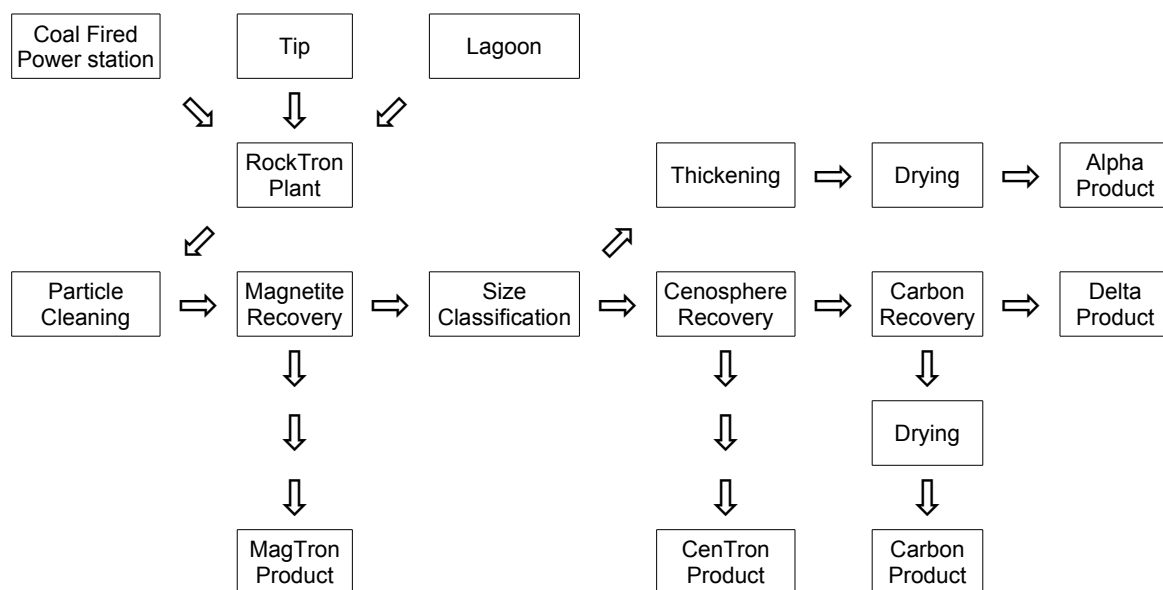 Coal Fired
Power station
Tip
Lagoon
RockTron
Plant
Thickening
Drying
Alpha
Product
Particle
Cleaning
Magnetite
Recovery
Size
Classification
Cenosphere
Recovery
Carbon
Recovery
Delta
Product
Drying
MagTron
Product
CenTron
Product
Carbon
Product